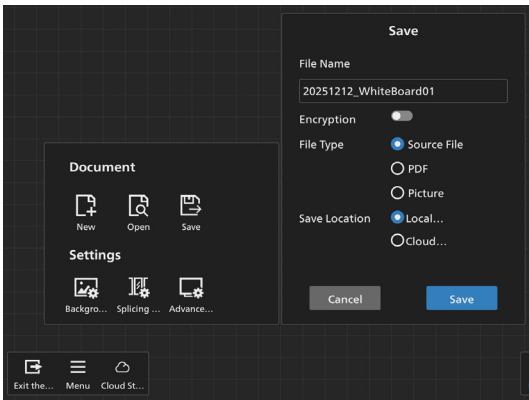 Save
File Name
20251212_WhiteBoard01
Encryption
File Type
Source File
PDF
Picture
Save Location
Local...
Cloud...
Cancel
Save
Document
New
Open
Save
Settings
Backgro...
Splicing ...
Advance...
Exit the...
Menu
Cloud St...